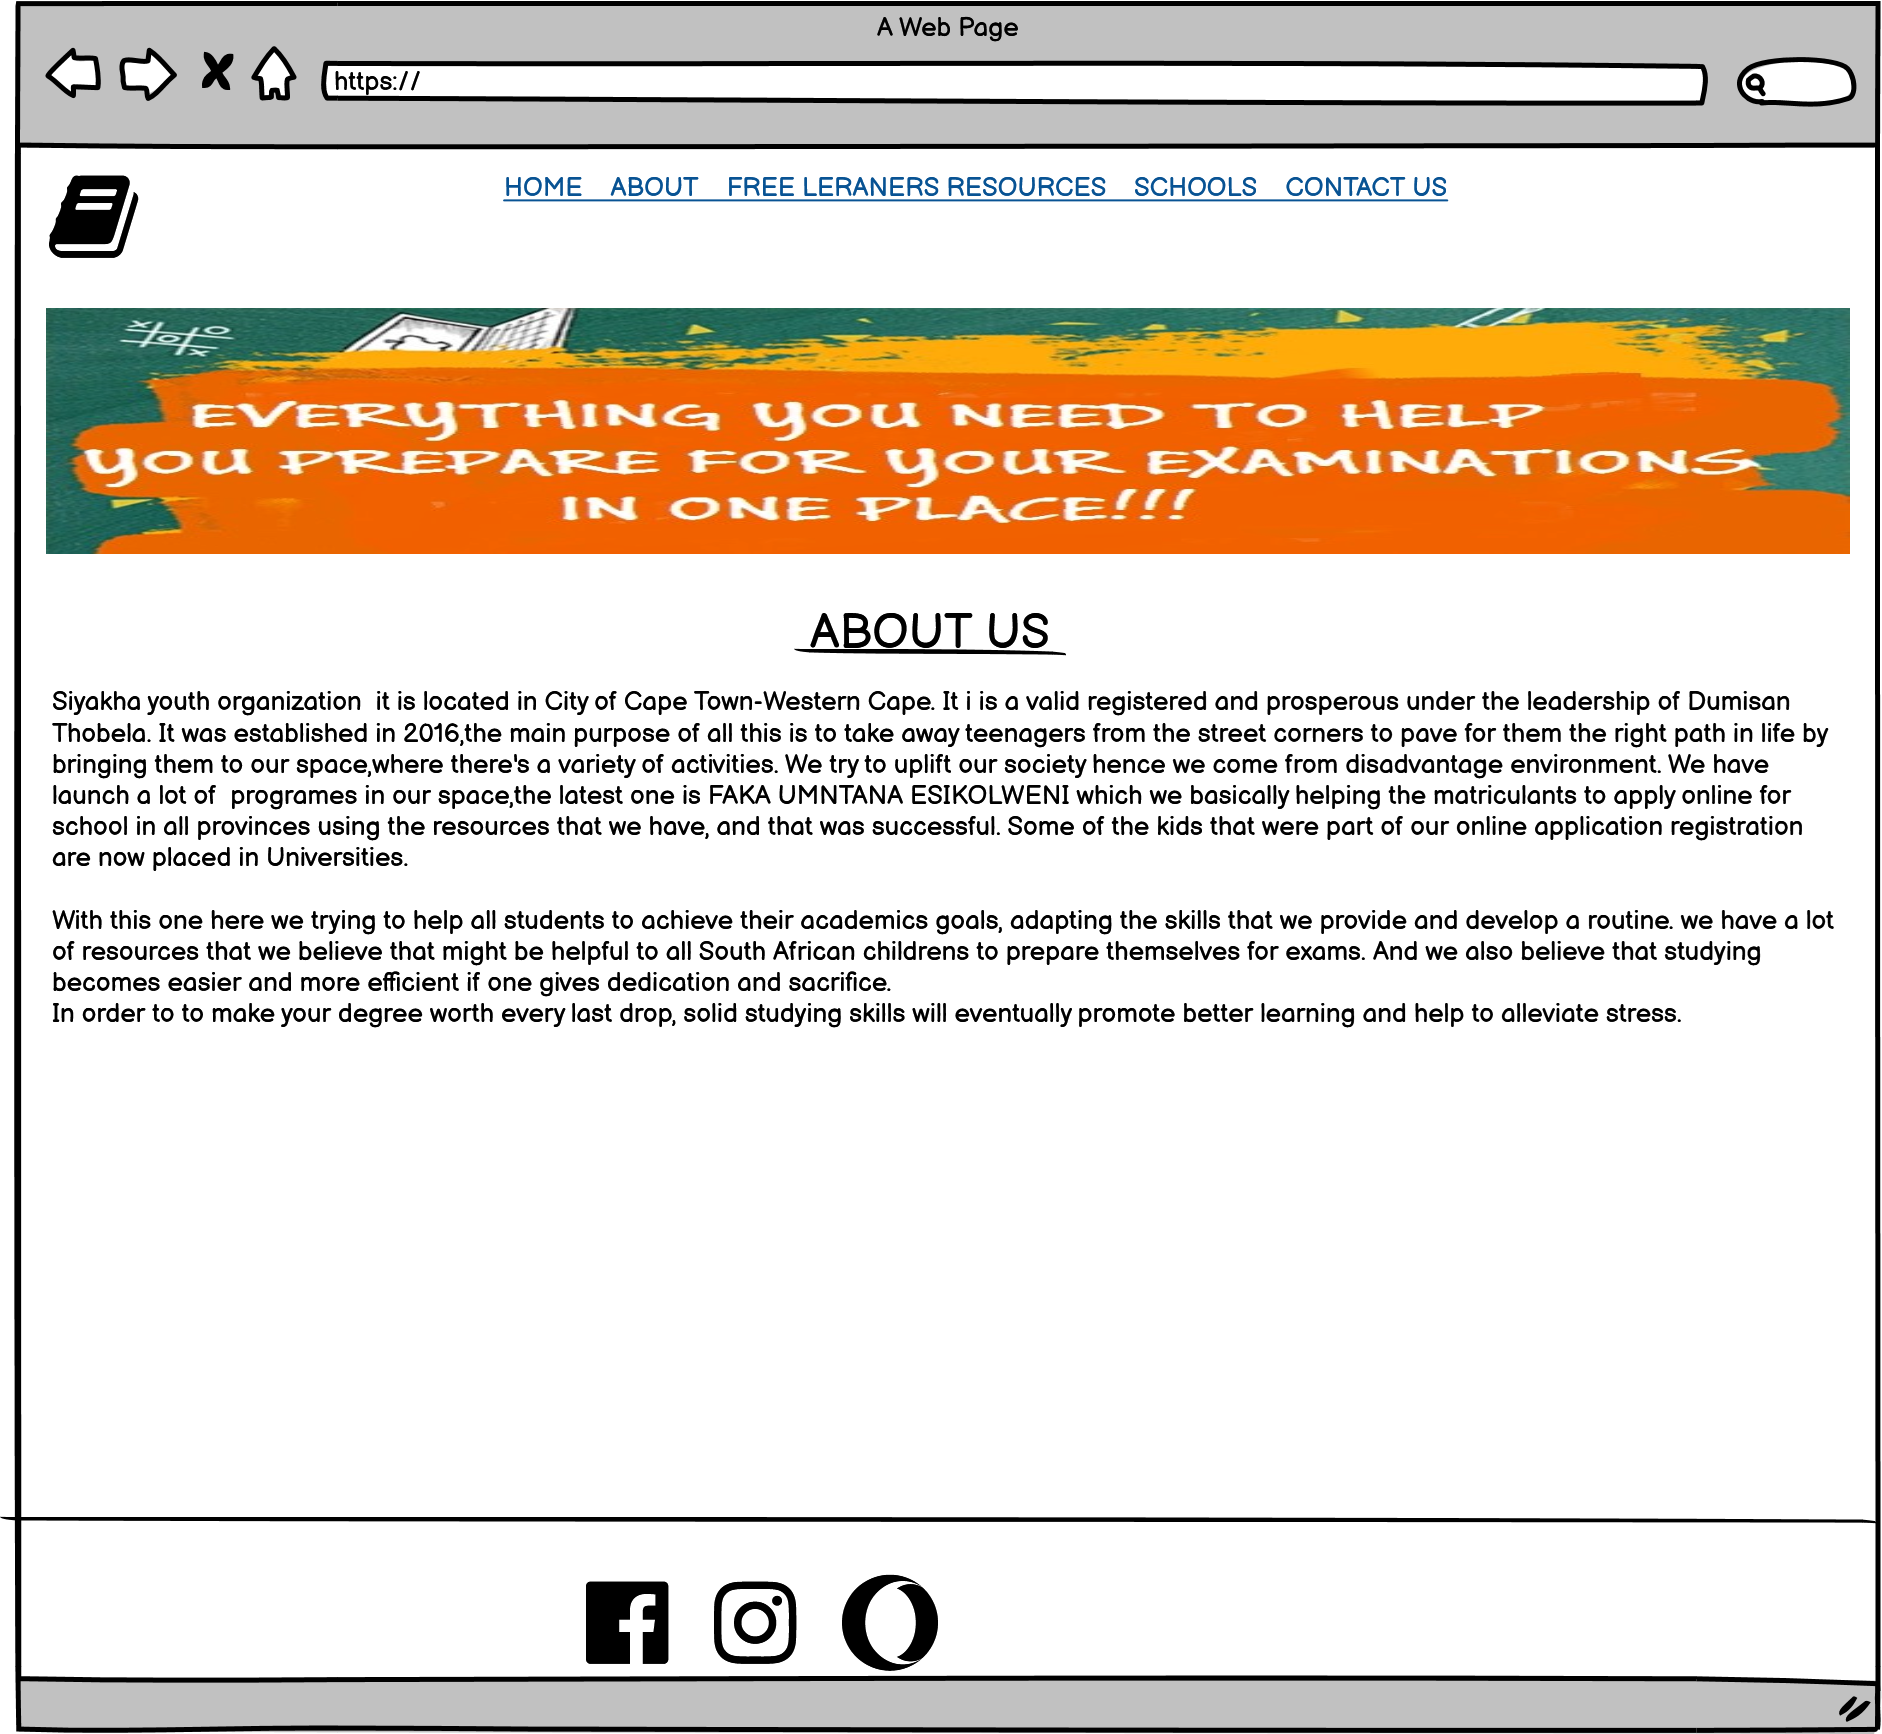 A Web Page
https://
HOME ABOUT FREE LERANERS RESOURCES SCHOOLS CONTACT US
EVERYTHING YOU NEED TO HELP
YOU PREPARE FOR YOUR EXAMINATIONS
IN ONE PLACE!!!
ABOUT US
Siyakha youth organization  it is located in City of Cape Town-Western Cape. It i is a valid registered and prosperous under the leadership of Dumisan
Thobela. It was established in 2016,the main purpose of all this is to take away teenagers from the street corners to pave for them the right path in life by
bringing them to our space,where there's a variety of activities. We try to uplift our society hence we come from disadvantage environment. We have
launch a lot of  programes in our space,the latest one is FAKA UMNTANA ESIKOLWENI which we basically helping the matriculants to apply online for
school in all provinces using the resources that we have, and that was successful. Some of the kids that were part of our online application registration
are now placed in Universities.
With this one here we trying to help all students to achieve their academics goals, adapting the skills that we provide and develop a routine. we have a lot
of resources that we believe that might be helpful to all South African childrens to prepare themselves for exams. And we also believe that studying
becomes easier and more efficient if one gives dedication and sacrifice.
In order to to make your degree worth every last drop, solid studying skills will eventually promote better learning and help to alleviate stress.